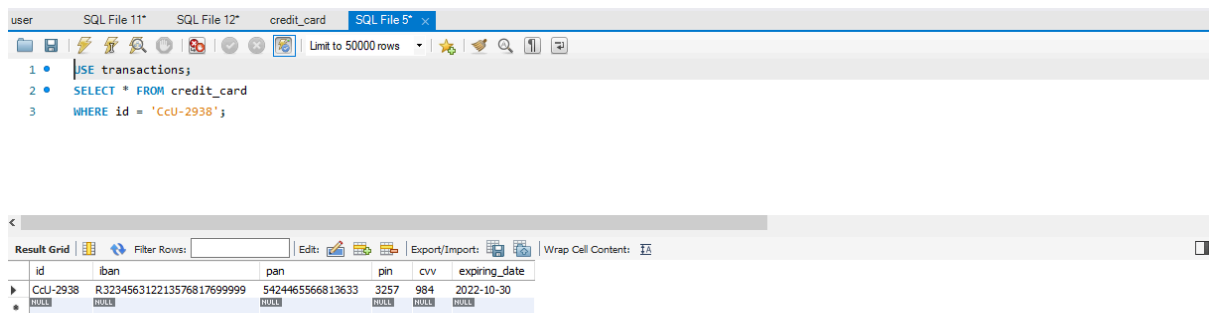 user SQL File 11* SQL File 12* credit_card SQL File 5* ×
Limit to 50000 rows
1 USE transactions;
2 SELECT * FROM credit_card
3 WHERE id = 'CcU-2938';
Result Grid Filter Rows: Edit: Export/Import: Wrap Cell Content:
id iban pan pin cvv expiring_date
CcU-2938 R323456312213576817699999 5424465566813633 3257 984 2022-10-30
NULL NULL NULL NULL NULL NULL